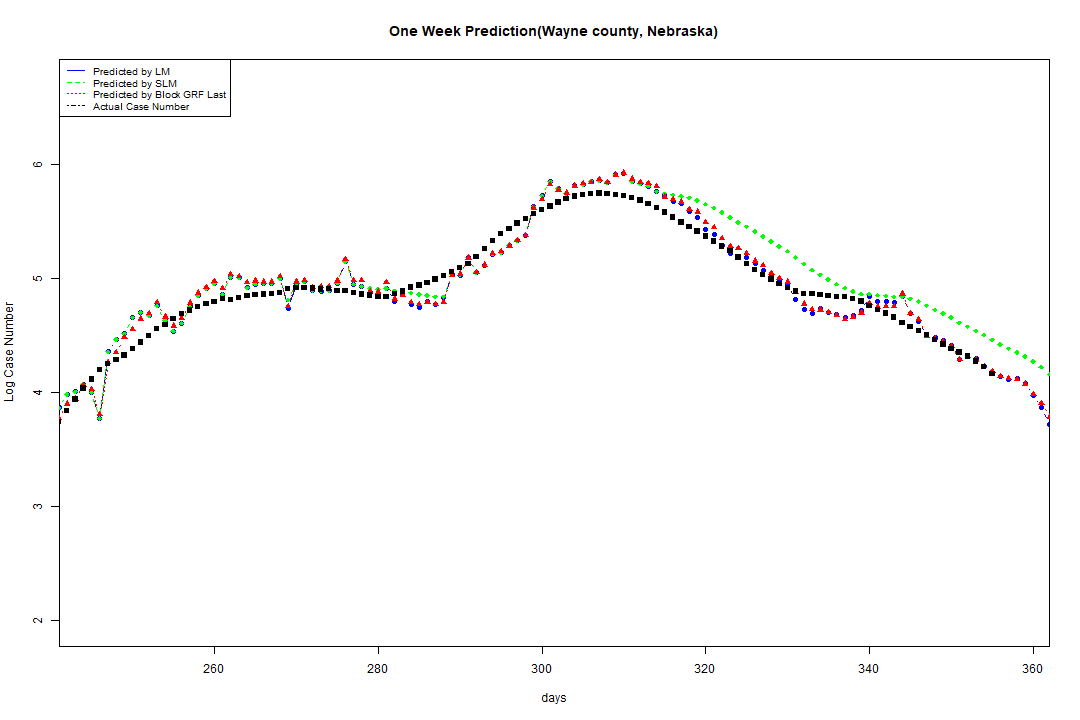 One Week Prediction(Wayne county, Nebraska)
Predicted by LM
Predicted by SLM
Predicted by Block GRF Last
Actual Case Number
6
5
4
3
2
Log Case Number
260 280 300 320 340 360
days